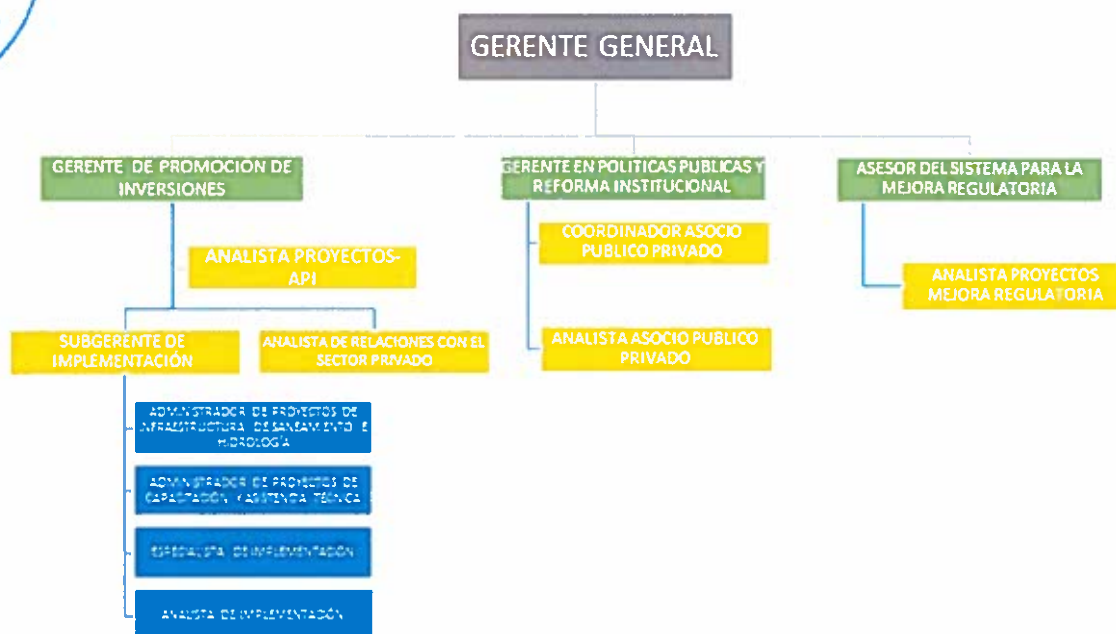 GERENTE GENERAL
GERENTE DE PROMOCION DE
INVERSIONES
GERENTE EN POLITICAS PUBLICAS Y
REFORMA INSTITUCIONAL
ASESOR DEL SISTEMA PARA LA
MEJORA REGULATORIA
ANALISTA PROYECTOS-
API
COORDINADOR ASOCIO
PUBLICO PRIVADO
ANALISTA PROYECTOS
MEJORA REGULATORIA
SUBGERENTE DE
IMPLEMENTACIÓN
ANALISTA DE RELACIONES CON EL
SECTOR PRIVADO
ANALISTA ASOCIO PUBLICO
PRIVADO
ADMINISTRADOR DE PROYECTOS DE
INFRAESTRUCTURA DE SANEAMIENTO E
HIDROLOGÍA
ADMINISTRADOR DE PROYECTOS DE
CAPACITACIÓN Y ASISTENCIA TÉCNICA
ESPECIALISTA DE IMPLEMENTACIÓN
ANALISTA DE IMPLEMENTACIÓN